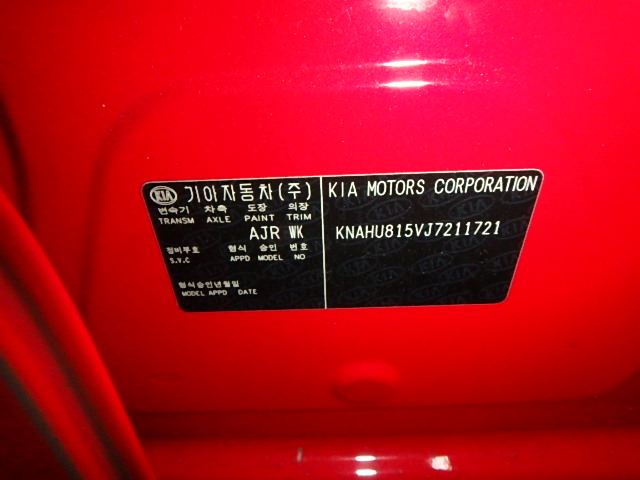 KIA 기아자동차(주)
변속기 차축 도장 의장
TRANSM AXLE PAINT TRIM
AJR WK
정비부호 형식 승인 번호
S.V.C APPD MODEL NO
형식승인년월일
MODEL APPD DATE
KIA MOTORS CORPORATION
KNAHU815VJ7211721